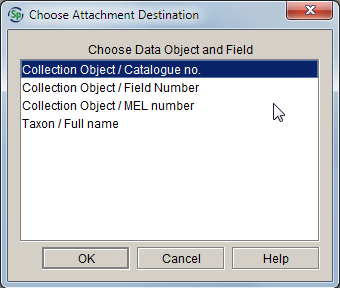 Sp Choose Attachment Destination
Choose Data Object and Field
Collection Object / Catalogue no.
Collection Object / Field Number
Collection Object / MEL number
Taxon / Full name
OK Cancel Help